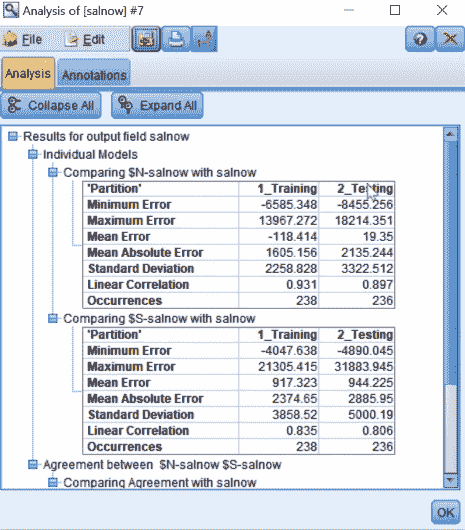 Analysis of [salnow] #7
File Edit
Analysis Annotations
Collapse All Expand All
Results for output field salnow
Individual Models
Comparing $N-salnow with salnow
'Partition' 1_Training 2_Testing
Minimum Error -6585.348 -8455.256
Maximum Error 13967.272 18214.351
Mean Error -118.414 19.35
Mean Absolute Error 1605.156 2135.244
Standard Deviation 2258.828 3322.512
Linear Correlation 0.931 0.897
Occurrences 238 236
Comparing $S-salnow with salnow
'Partition' 1_Training 2_Testing
Minimum Error -4047.638 -4890.045
Maximum Error 21305.415 31883.945
Mean Error 917.323 944.225
Mean Absolute Error 2374.65 2885.95
Standard Deviation 3858.52 5000.19
Linear Correlation 0.835 0.806
Occurrences 238 236
Agreement between $N-salnow $S-salnow
Comparing Agreement with salnow
OK